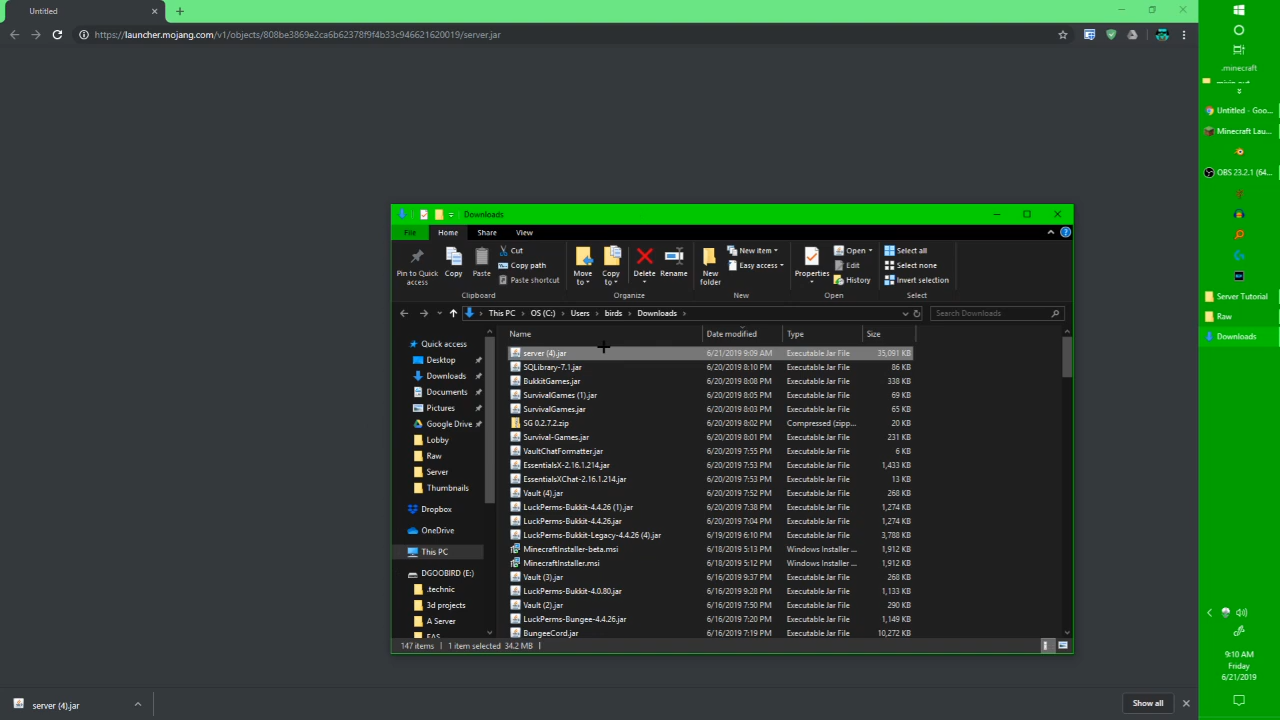 Untitled
https://launcher.mojang.com/v1/objects/808be3869e2ca6b62378f9f4b33c946621620019/server.jar
Downloads
File Home Share View
Pin to Quick access
Copy
Paste
Cut
Copy path
Paste shortcut
Clipboard
Move to
Copy to
Delete
Rename
Organize
New folder
New item
Easy access
New
Properties
Open
Edit
History
Open
Select all
Select none
Invert selection
Select
This PC OS (C:) Users birds Downloads
Search Downloads
Name Date modified Type Size
server (4).jar 6/21/2019 9:09 AM Executable Jar File 35,091 KB
SQLibrary-7.1.jar 6/20/2019 8:10 PM Executable Jar File 86 KB
BukkitGames.jar 6/20/2019 8:08 PM Executable Jar File 338 KB
SurvivalGames (1).jar 6/20/2019 8:05 PM Executable Jar File 69 KB
SurvivalGames.jar 6/20/2019 8:03 PM Executable Jar File 65 KB
SG 0.2.7.2.zip 6/20/2019 8:02 PM Compressed (zipp... 20 KB
Survival-Games.jar 6/20/2019 8:01 PM Executable Jar File 231 KB
VaultChatFormatter.jar 6/20/2019 7:55 PM Executable Jar File 6 KB
EssentialsX-2.16.1.214.jar 6/20/2019 7:53 PM Executable Jar File 1,433 KB
EssentialsXChat-2.16.1.214.jar 6/20/2019 7:53 PM Executable Jar File 13 KB
Vault (4).jar 6/20/2019 7:52 PM Executable Jar File 268 KB
LuckPerms-Bukkit-4.4.26 (1).jar 6/20/2019 7:38 PM Executable Jar File 1,274 KB
LuckPerms-Bukkit-4.4.26.jar 6/20/2019 7:04 PM Executable Jar File 1,274 KB
LuckPerms-Bukkit-Legacy-4.4.26 (4).jar 6/19/2019 6:10 PM Executable Jar File 3,788 KB
MinecraftInstaller-beta.msi 6/18/2019 5:13 PM Windows Installer ... 1,912 KB
MinecraftInstaller.msi 6/18/2019 5:12 PM Windows Installer ... 1,912 KB
Vault (3).jar 6/16/2019 9:37 PM Executable Jar File 268 KB
LuckPerms-Bukkit-4.0.80.jar 6/16/2019 9:28 PM Executable Jar File 1,133 KB
Vault (2).jar 6/16/2019 7:50 PM Executable Jar File 290 KB
LuckPerms-Bungee-4.4.26.jar 6/16/2019 7:20 PM Executable Jar File 1,149 KB
BungeeCord.jar 6/16/2019 7:19 PM Executable Jar File 10,272 KB
Quick access
Desktop
Downloads
Documents
Pictures
Google Drive
Lobby
Raw
Server
Thumbnails
Dropbox
OneDrive
This PC
DGOOBIRD (E:)
.technic
3d projects
A Server
147 items 1 item selected 34.2 MB
server (4).jar
Show all
.minecraft
Untitled - Goo...
Minecraft Lau...
OBS 23.2.1 (64...
Server Tutorial
Raw
Downloads
9:10 AM
Friday
6/21/2019